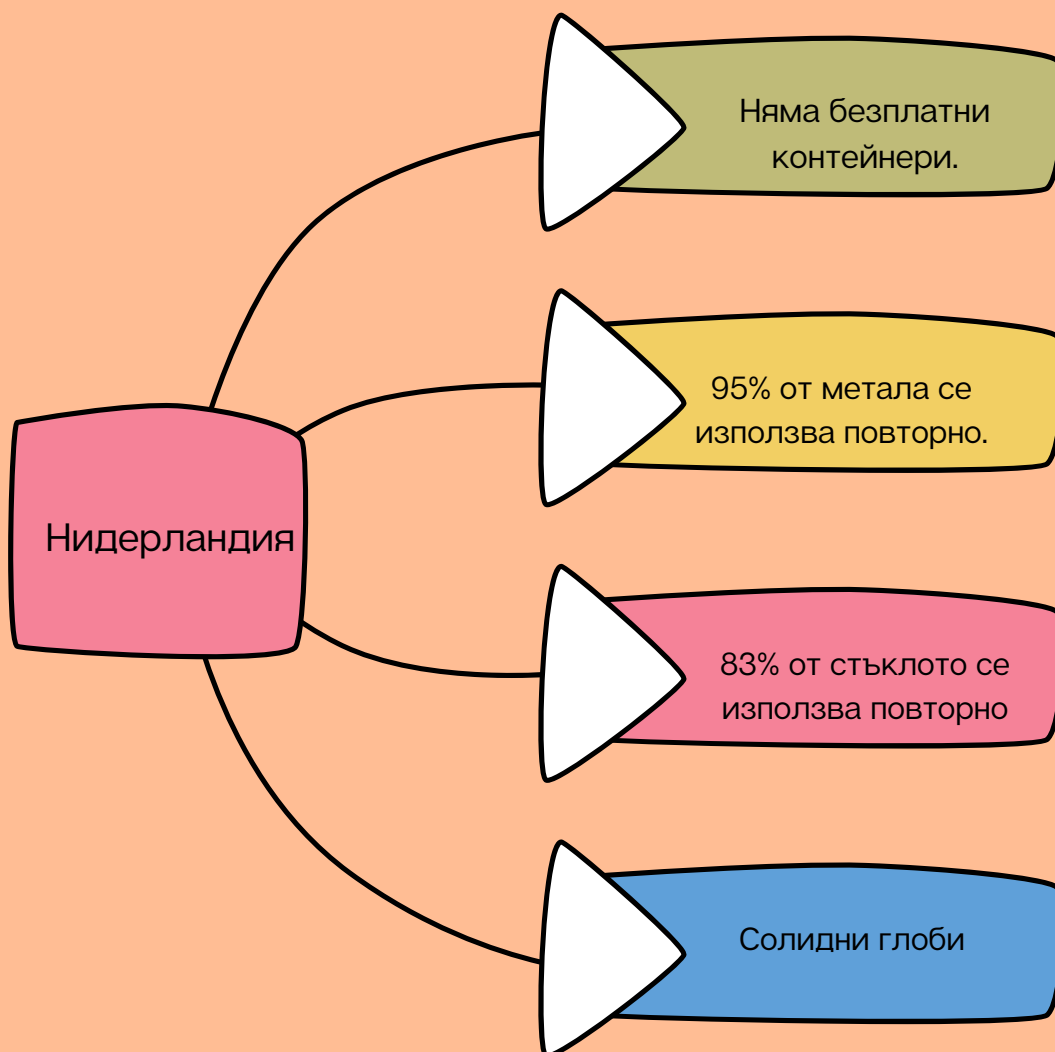 Няма безплатни
контейнери.
95% от метала се
използва повторно.
Нидерландия
83% от стъклото се
използва повторно
Солидни глоби